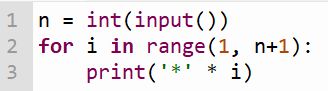 1 n = int(input())
2 for i in range(1, n+1):
3     print('*' * i)